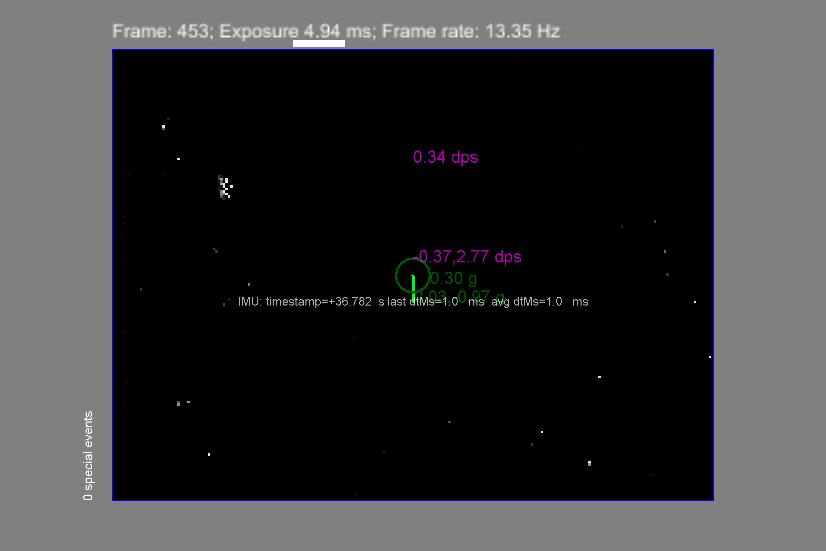 Frame: 453; Exposure 4.94 ms; Frame rate: 13.35 Hz
0.34 dps
-0.37,2.77 dps
0.30 g
0.97 g
IMU: timestamp=+36.782 s last dtMs=1.0 ms avg dtMs=1.0 ms
0 special events